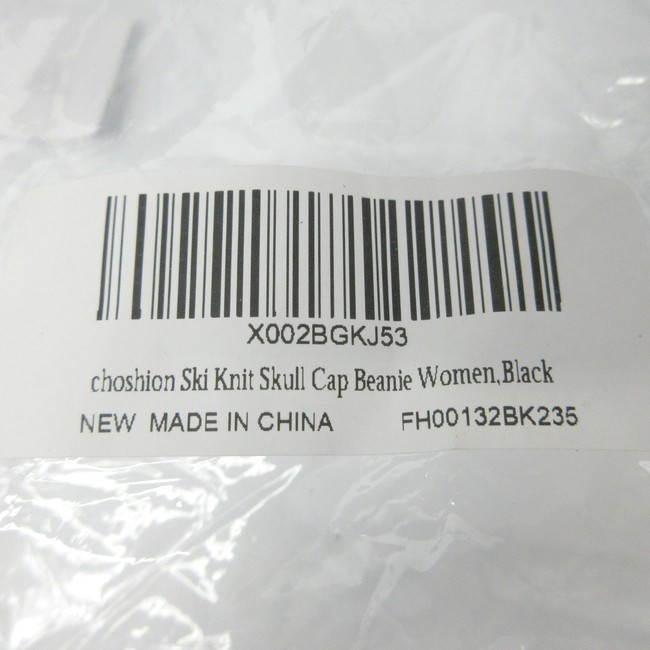 X002BGKJ53
choshion Ski Knit Skull Cap Beanie Women,Black
NEW MADE IN CHINA FH00132BK235